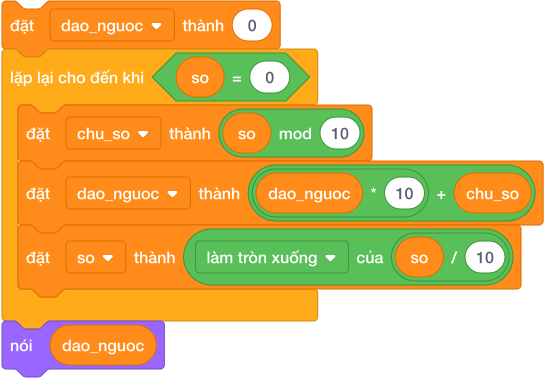 đặt dao_nguoc thành 0
lặp lại cho đến khi so = 0
đặt chu_so thành so mod 10
đặt dao_nguoc thành dao_nguoc * 10 + chu_so
đặt so thành làm tròn xuống của so / 10
nói dao_nguoc